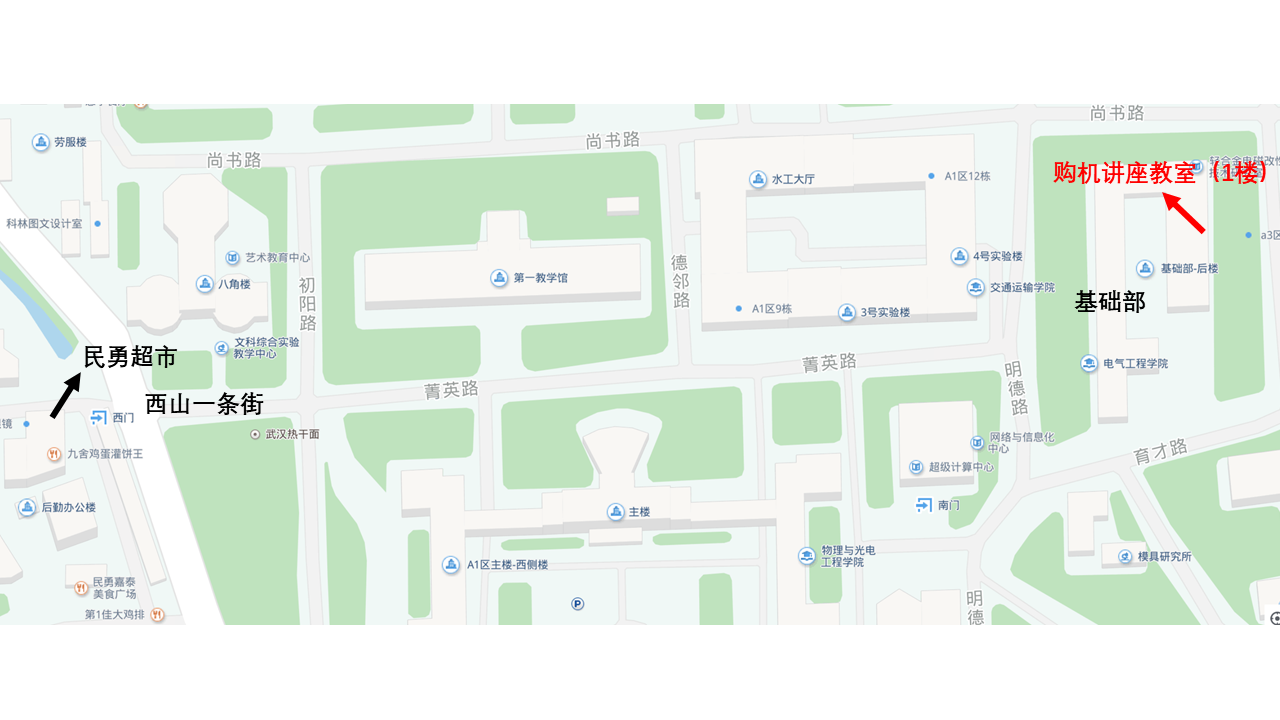 尚书路
尚书路
尚书路
劳服楼
水工大厅
A1区12栋
购机讲座教室（1楼）
科林图文设计室
艺术教育中心
八角楼
初阳路
第一教学馆
德邻路
4号实验楼
交通运输学院
A1区9栋
3号实验楼
基础部-后楼
基础部
文科综合实验
教学中心
民勇超市
菁英路
菁英路
明德路
电气工程学院
西山一条街
西门
武汉热干面
九舍鸡蛋灌饼王
网络与信息化
中心
超级计算中心
育才路
后勤办公楼
主楼
南门
A1区主楼-西侧楼
物理与光电
工程学院
模具研究所
民勇嘉泰
美食广场
P
第1佳大鸡排
明德